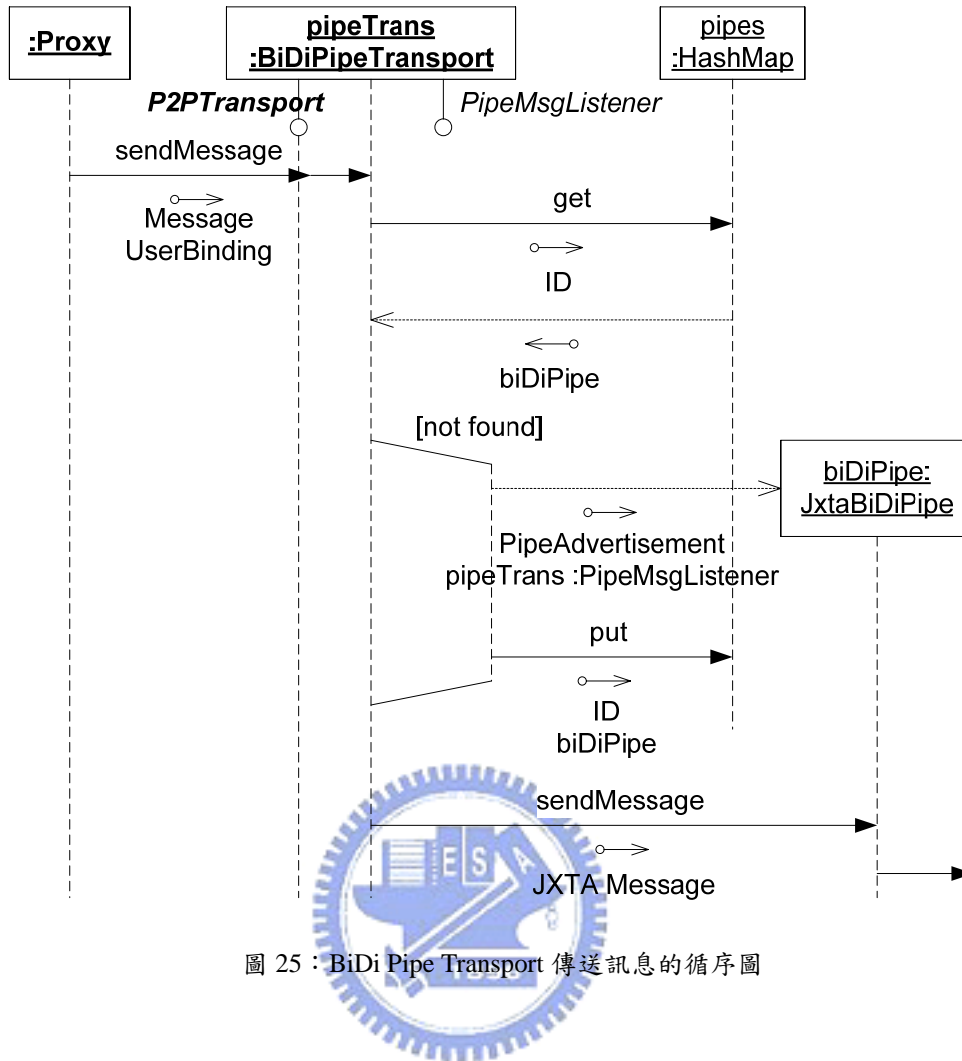 :Proxy
pipeTrans
:BiDiPipeTransport
pipes
:HashMap
P2PTransport
PipeMsgListener
sendMessage
Message
UserBinding
get
ID
biDiPipe
[not found]
biDiPipe:
JxtaBiDiPipe
PipeAdvertisement
pipeTrans :PipeMsgListener
put
ID
biDiPipe
sendMessage
E S A
JXTA Message
圖 25：BiDi Pipe Transport 傳送訊息的循序圖